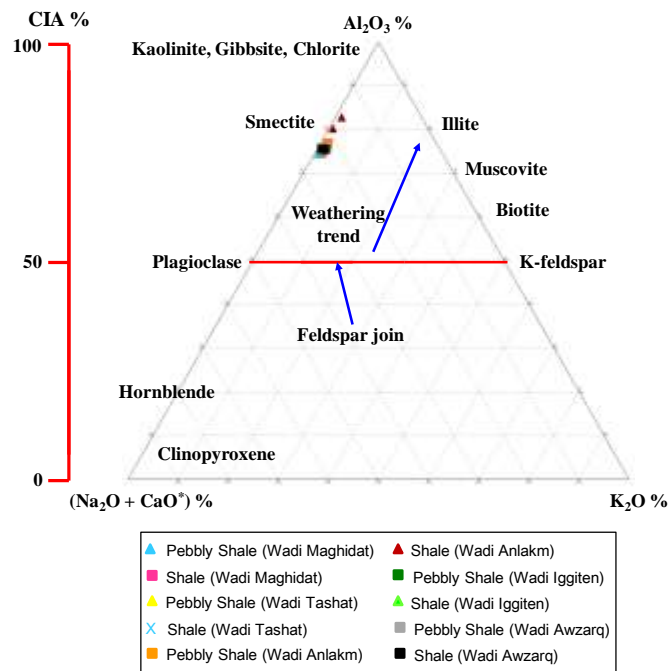 CIA %
Al₂O₃ %
100
Kaolinite, Gibbsite, Chlorite
Smectite
Illite
Muscovite
Biotite
Weathering
trend
50
Plagioclase
K-feldspar
Feldspar join
Hornblende
Clinopyroxene
0
(Na₂O + CaO*) %
K₂O %
Pebbly Shale (Wadi Maghidat)
Shale (Wadi Anlakm)
Shale (Wadi Maghidat)
Pebbly Shale (Wadi Iggiten)
Pebbly Shale (Wadi Tashat)
Shale (Wadi Iggiten)
Shale (Wadi Tashat)
Pebbly Shale (Wadi Awzarq)
Pebbly Shale (Wadi Anlakm)
Shale (Wadi Awzarq)